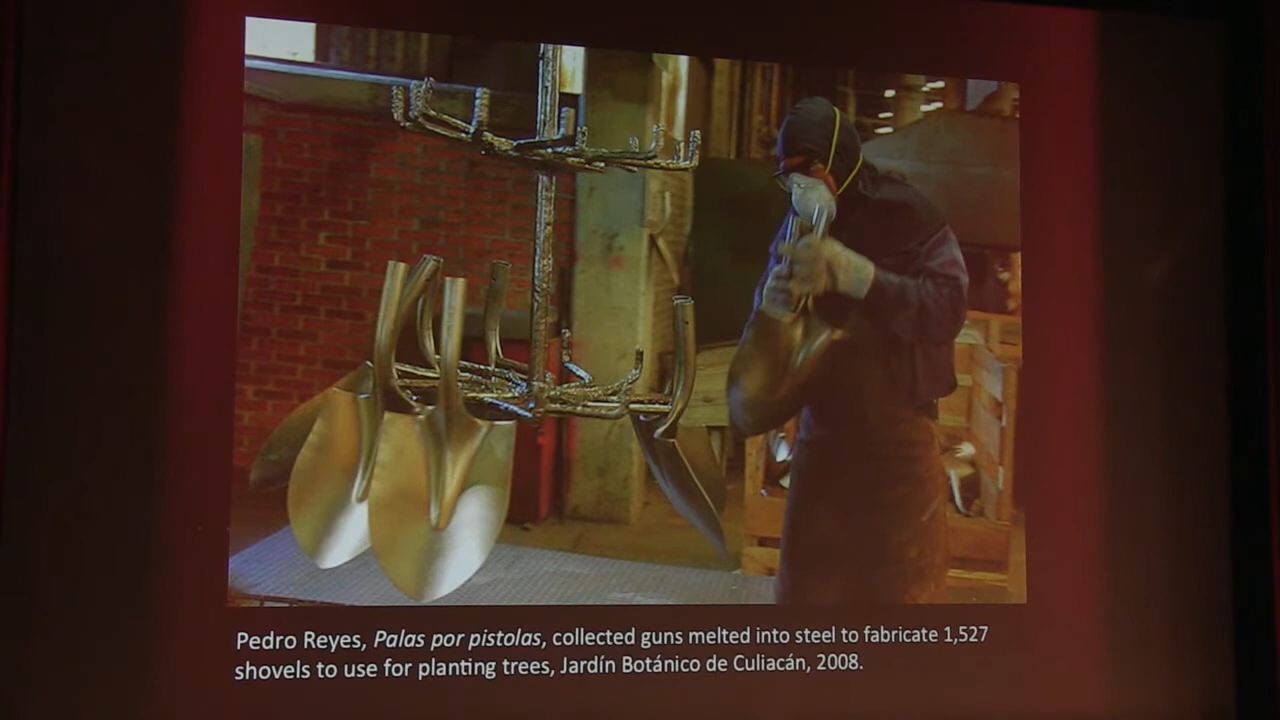 Pedro Reyes, Palas por pistolas, collected guns melted into steel to fabricate 1,527
shovels to use for planting trees, Jardín Botánico de Culiacán, 2008.